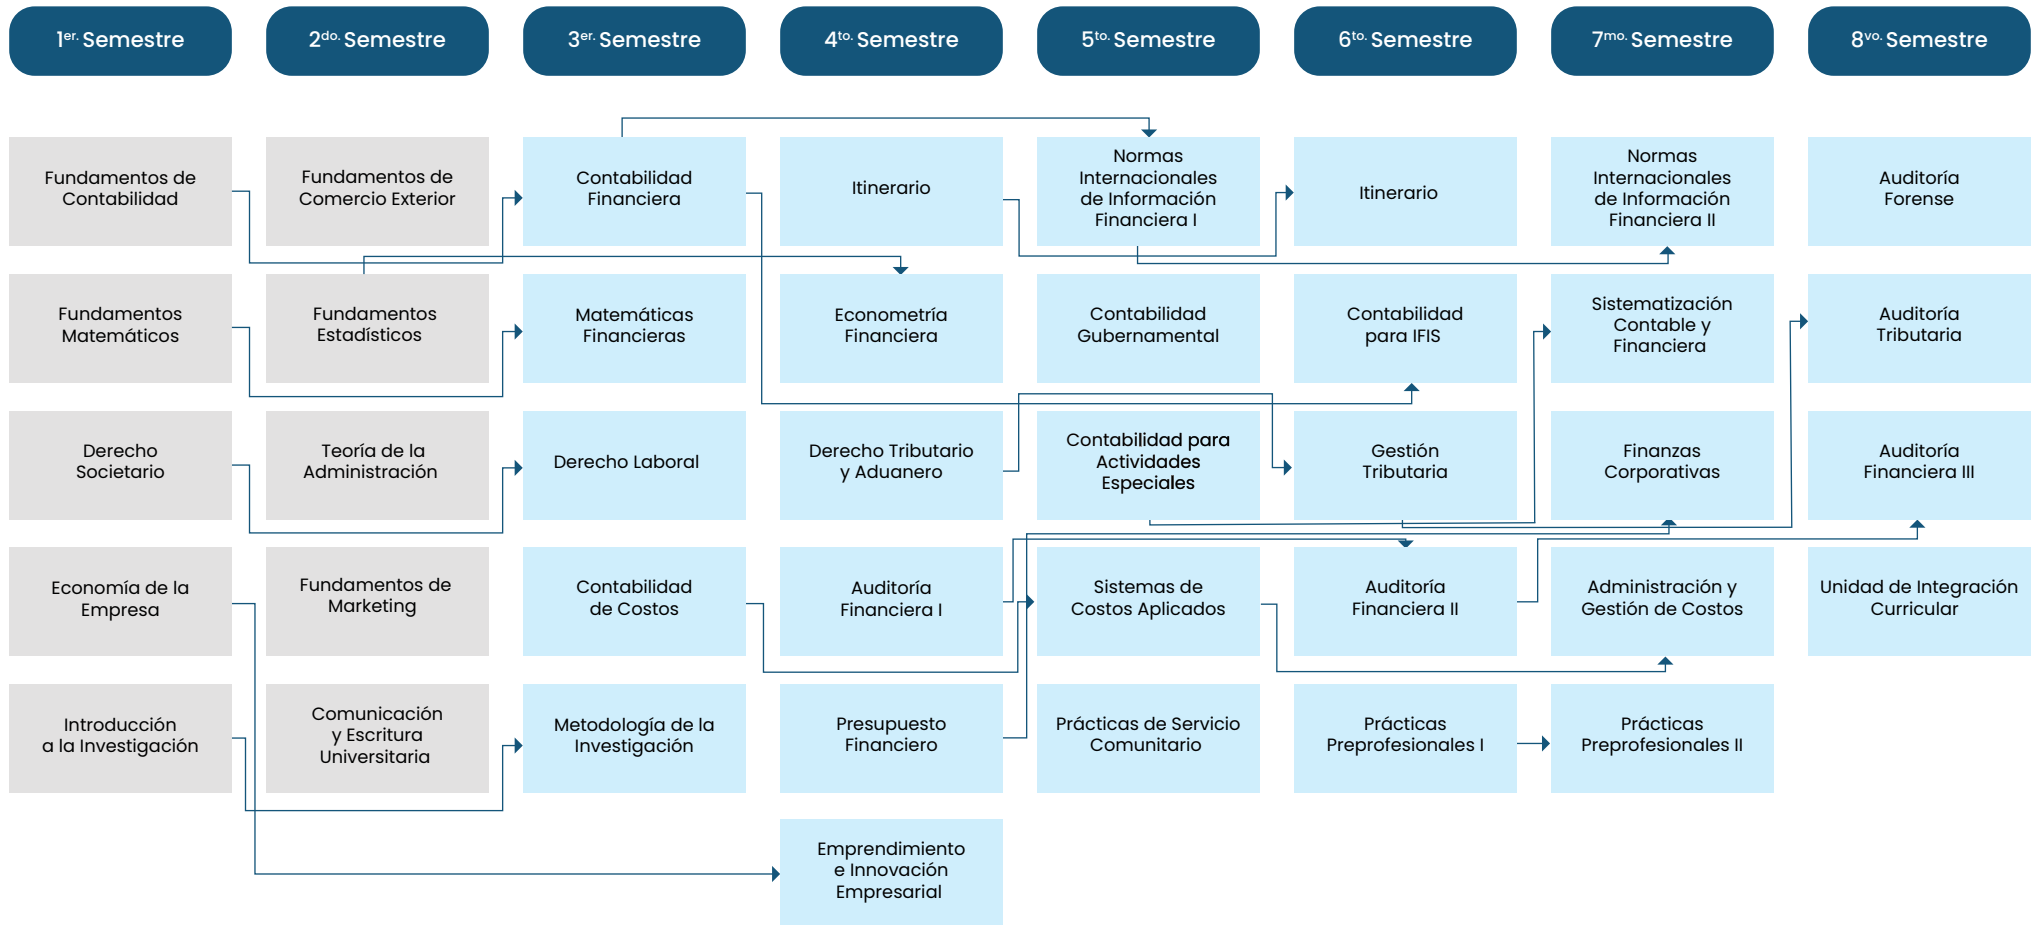 1er. Semestre
2do. Semestre
3er. Semestre
4to. Semestre
5to. Semestre
6to. Semestre
7mo. Semestre
8vo. Semestre
Fundamentos de
Contabilidad
Fundamentos de
Comercio Exterior
Contabilidad
Financiera
Itinerario
Normas
Internacionales
de Información
Financiera I
Itinerario
Normas
Internacionales
de Información
Financiera II
Auditoría
Forense
Fundamentos
Matemáticos
Fundamentos
Estadísticos
Matemáticas
Financieras
Econometría
Financiera
Contabilidad
Gubernamental
Contabilidad
para IFIS
Sistematización
Contable y
Financiera
Auditoría
Tributaria
Derecho
Societario
Teoría de la
Administración
Derecho Laboral
Derecho Tributario
y Aduanero
Contabilidad para
Actividades
Especiales
Gestión
Tributaria
Finanzas
Corporativas
Auditoría
Financiera III
Economía de la
Empresa
Fundamentos de
Marketing
Contabilidad
de Costos
Auditoría
Financiera I
Sistemas de
Costos Aplicados
Auditoría
Financiera II
Administración y
Gestión de Costos
Unidad de Integración
Curricular
Introducción
a la Investigación
Comunicación
y Escritura
Universitaria
Metodología de la
Investigación
Presupuesto
Financiero
Prácticas de Servicio
Comunitario
Prácticas
Preprofesionales I
Prácticas
Preprofesionales II
Emprendimiento
e Innovación
Empresarial